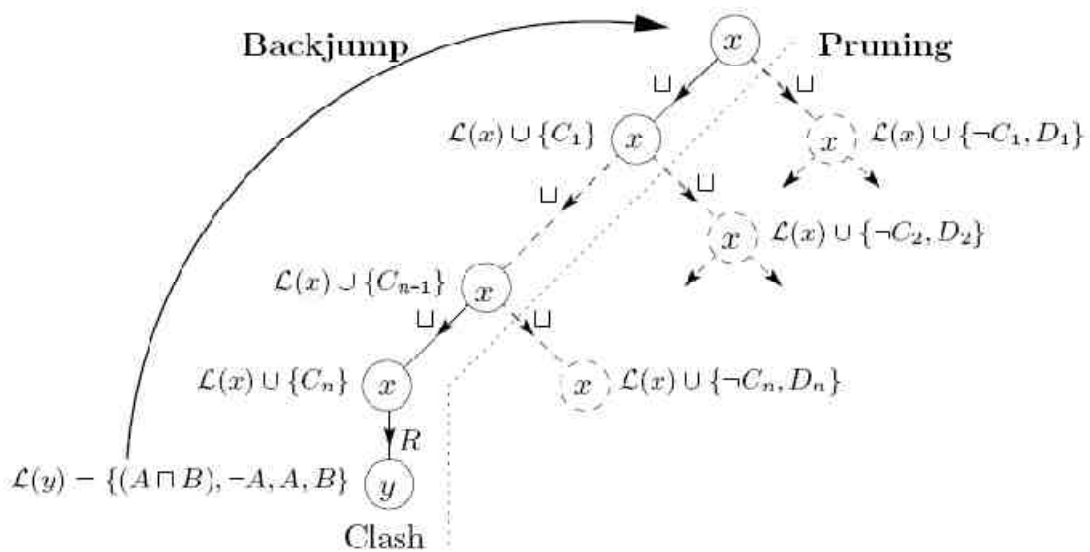 Backjump
x
Pruning
⊔ ⊔
ℒ(x) ∪ {C₁} x x ℒ(x) ∪ {¬C₁, D₁}
⊔ ⊔
x ℒ(x) ∪ {¬C₂, D₂}
ℒ(x) ∪ {Cₙ₋₁} x
⊔ ⊔
ℒ(x) ∪ {Cₙ} x x ℒ(x) ∪ {¬Cₙ, Dₙ}
R
ℒ(y) − {(A ⊓ B), −A, A, B} y
Clash